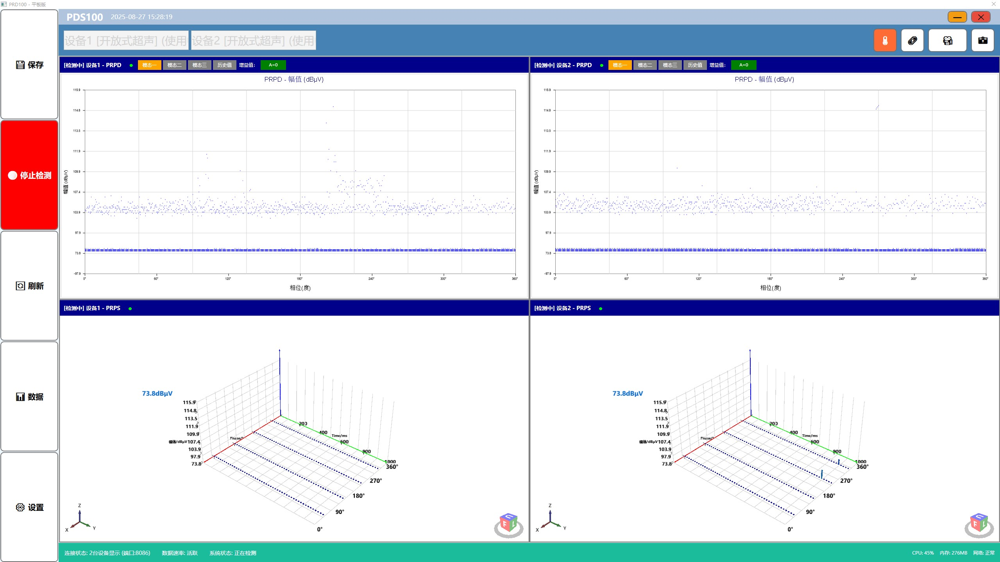 PRD100 - 平板版
PDS100 2025-08-27 15:28:19
设备1 [开放式超声] (使用 设备2 [开放式超声] (使用
保存
停止检测
刷新
数据
设置
[检测中] 设备1 - PRPD 模态一 模态二 模态三 历史值 增益值: A=0
PRPD - 幅值 (dBµV)
幅值 (dBµV)
115.9
114.8
113.5
111.9
109.9
107.4
103.9
97.9
73.8
-97.9
0° 60° 120° 180° 240° 300° 360°
相位(度)
[检测中] 设备2 - PRPD 模态一 模态二 模态三 历史值 增益值: A=0
PRPD - 幅值 (dBµV)
幅值 (dBµV)
115.9
114.8
113.5
111.9
109.9
107.4
103.9
97.9
73.8
-97.9
0° 60° 120° 180° 240° 300° 360°
相位(度)
[检测中] 设备1 - PRPS
73.8dBµV
115.9
114.8
113.5
111.9
109.9
幅值/dBµV 107.4
103.9
97.9
73.8
Phase/°
200
400
Time/ms
600
800
1000
360°
270°
180°
90°
0°
Z
X
Y
F L U
[检测中] 设备2 - PRPS
73.8dBµV
115.9
114.8
113.5
111.9
109.9
幅值/dBµV 107.4
103.9
97.9
73.8
Phase/°
200
400
Time/ms
600
800
1000
360°
270°
180°
90°
0°
Z
X
Y
F L U
连接状态: 2台设备显示 (端口:8086) 数据速率: 活跃 系统状态: 正在检测 CPU: 45% 内存: 276MB 网络: 正常